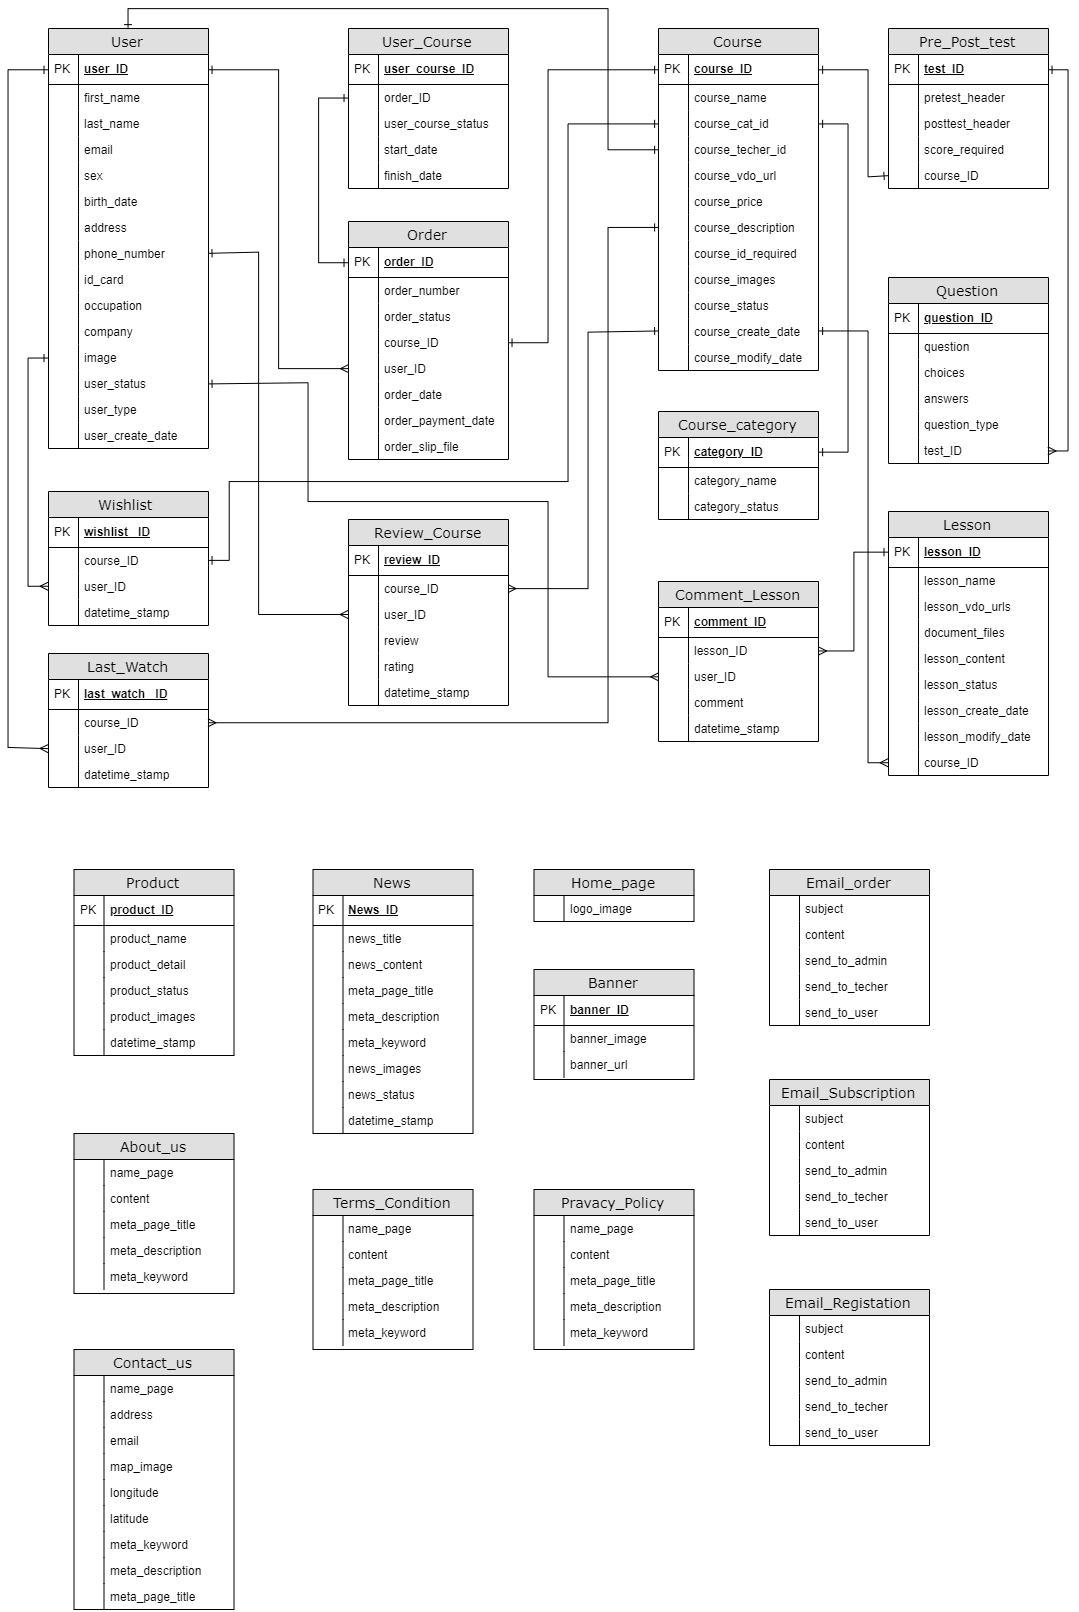 User
PK user_ID
first_name
last_name
email
sex
birth_date
address
phone_number
id_card
occupation
company
image
user_status
user_type
user_create_date
User_Course
PK user_course_ID
order_ID
user_course_status
start_date
finish_date
Order
PK order_ID
order_number
order_status
course_ID
user_ID
order_date
order_payment_date
order_slip_file
Course
PK course_ID
course_name
course_cat_id
course_techer_id
course_vdo_url
course_price
course_description
course_id_required
course_images
course_status
course_create_date
course_modify_date
Pre_Post_test
PK test_ID
pretest_header
posttest_header
score_required
course_ID
Question
PK question_ID
question
choices
answers
question_type
test_ID
Course_category
PK category_ID
category_name
category_status
Wishlist
PK wishlist_ID
course_ID
user_ID
datetime_stamp
Review_Course
PK review_ID
course_ID
user_ID
review
rating
datetime_stamp
Lesson
PK lesson_ID
lesson_name
lesson_vdo_urls
document_files
lesson_content
lesson_status
lesson_create_date
lesson_modify_date
course_ID
Comment_Lesson
PK comment_ID
lesson_ID
user_ID
comment
datetime_stamp
Last_Watch
PK last_watch_ID
course_ID
user_ID
datetime_stamp
Product
PK product_ID
product_name
product_detail
product_status
product_images
datetime_stamp
News
PK News_ID
news_title
news_content
meta_page_title
meta_description
meta_keyword
news_images
news_status
datetime_stamp
Home_page
logo_image
Banner
PK banner_ID
banner_image
banner_url
Email_order
subject
content
send_to_admin
send_to_techer
send_to_user
Email_Subscription
subject
content
send_to_admin
send_to_techer
send_to_user
About_us
name_page
content
meta_page_title
meta_description
meta_keyword
Terms_Condition
name_page
content
meta_page_title
meta_description
meta_keyword
Pravacy_Policy
name_page
content
meta_page_title
meta_description
meta_keyword
Email_Registation
subject
content
send_to_admin
send_to_techer
send_to_user
Contact_us
name_page
address
email
map_image
longitude
latitude
meta_keyword
meta_description
meta_page_title